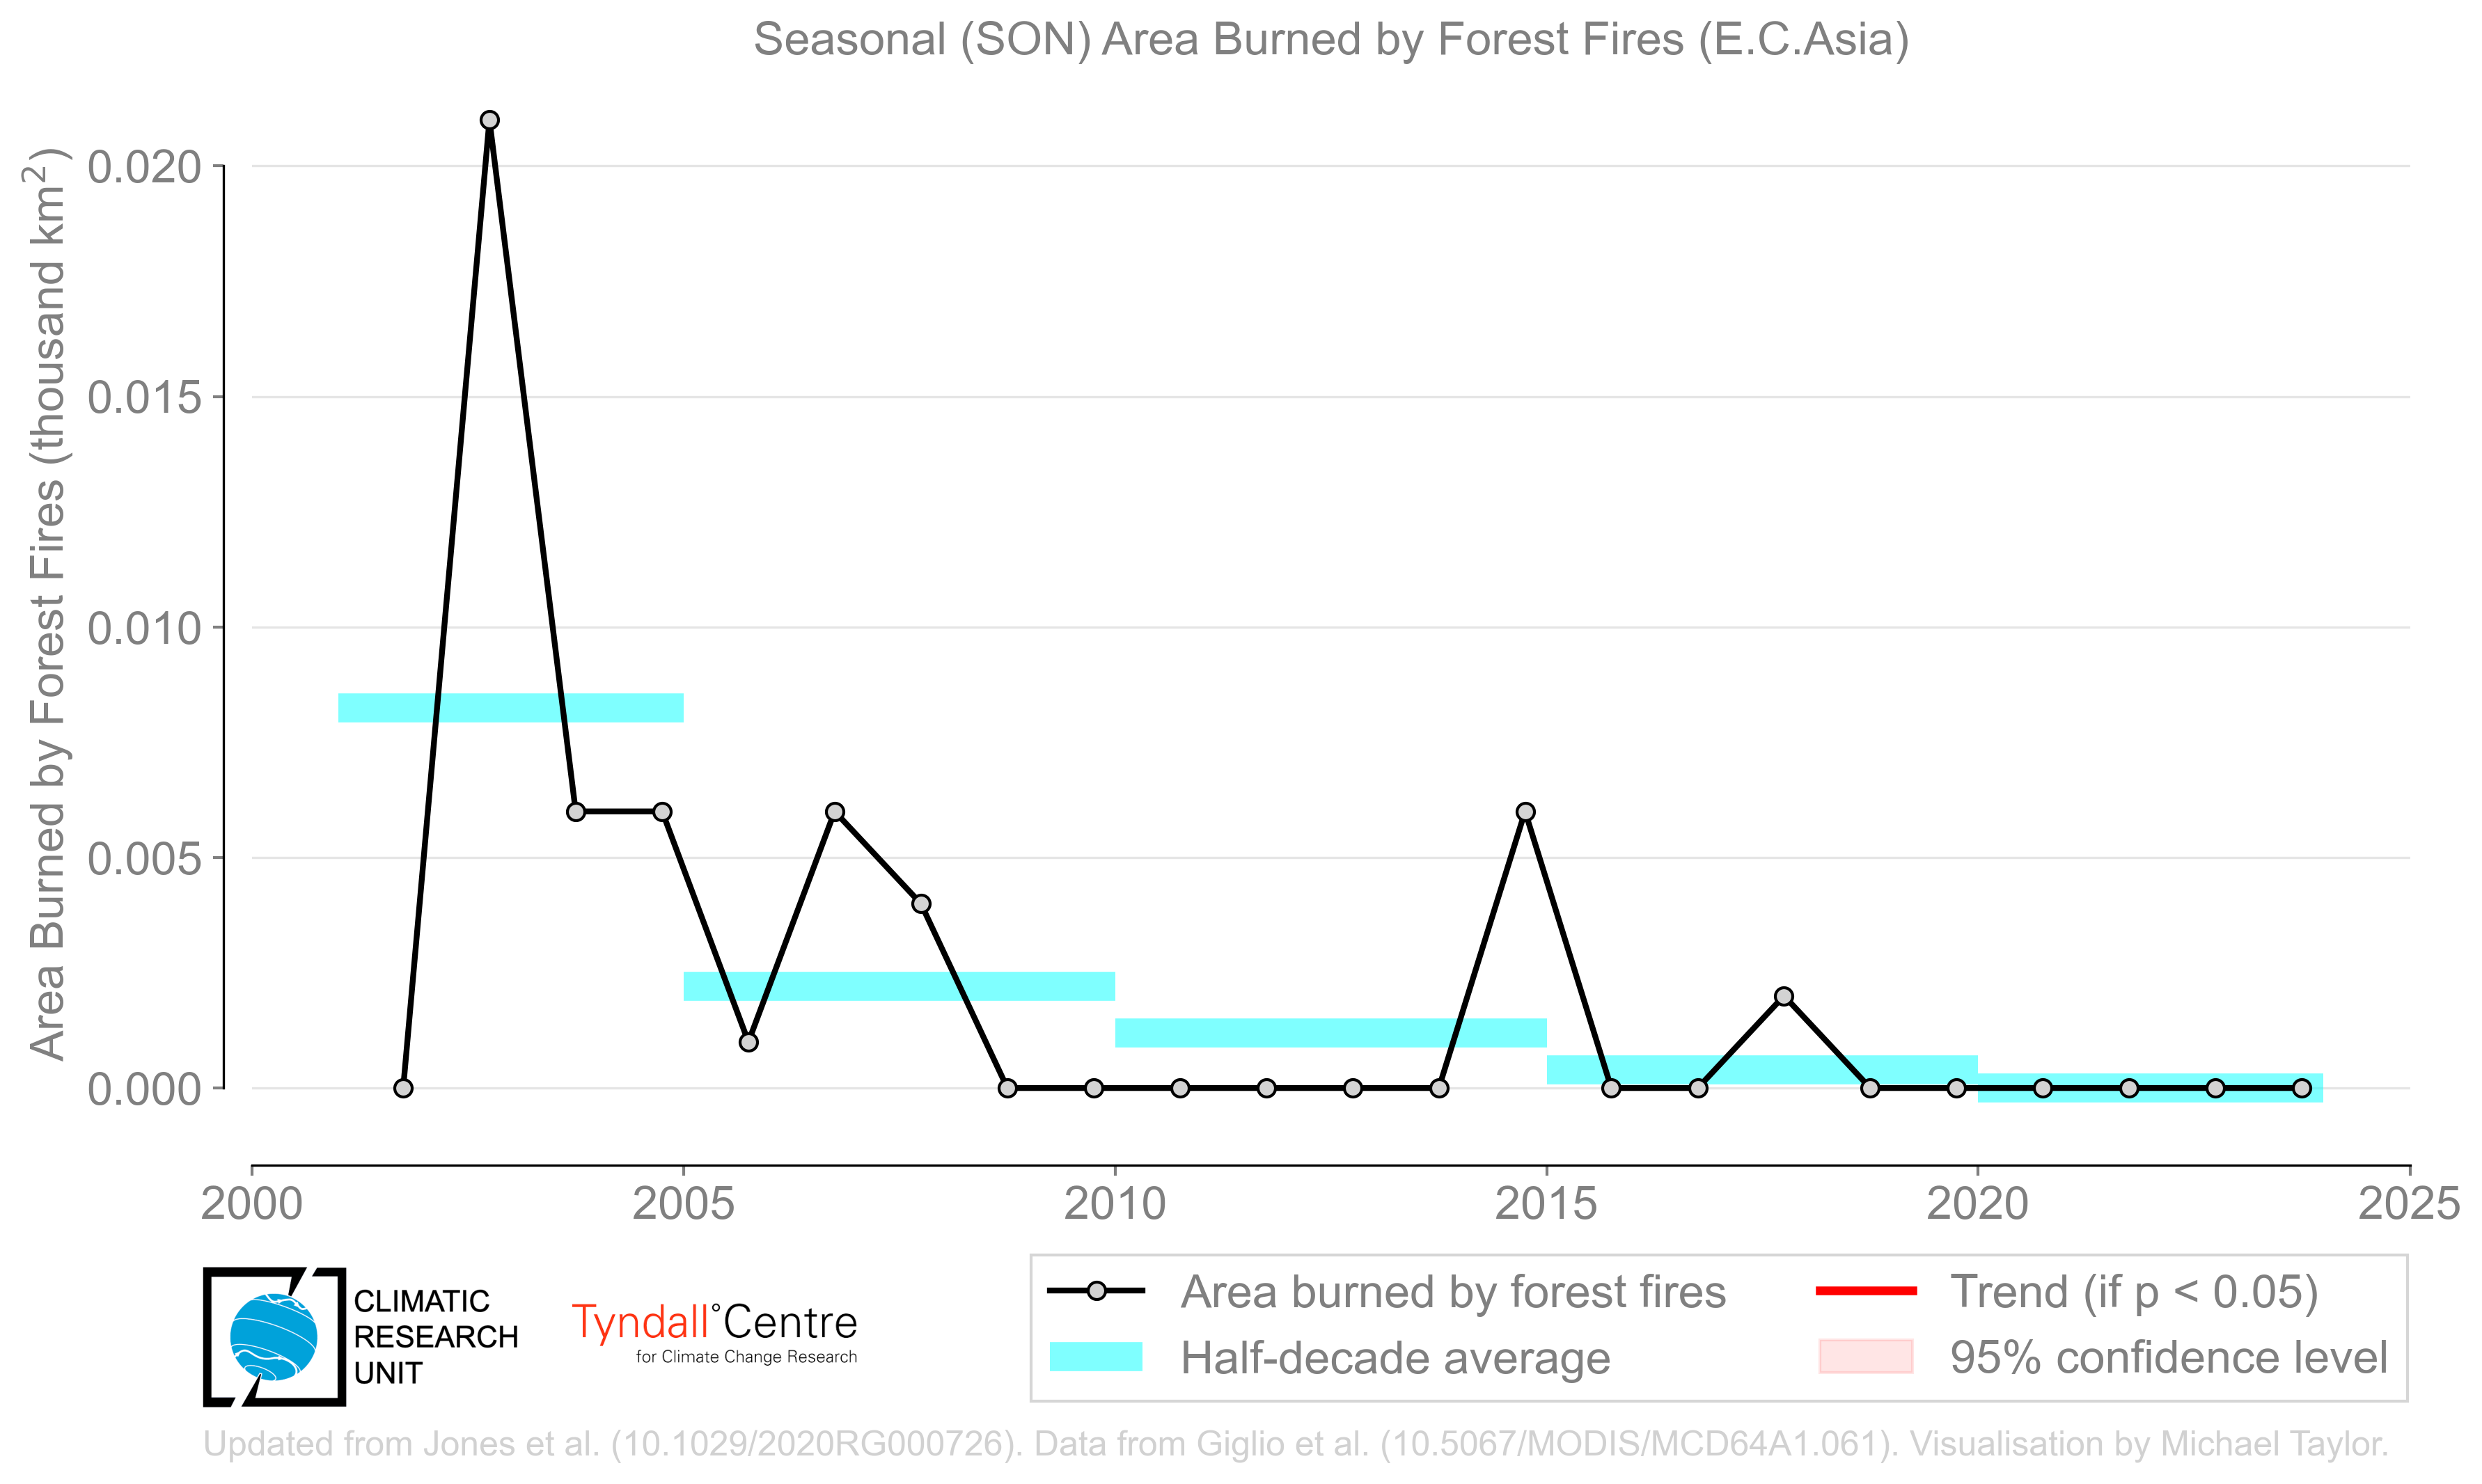 Seasonal (SON) Area Burned by Forest Fires (E.C.Asia)
Area Burned by Forest Fires (thousand km²)
0.020
0.015
0.010
0.005
0.000
2000
2005
2010
2015
2020
2025
CLIMATIC
RESEARCH
UNIT
Tyndall°Centre
for Climate Change Research
Area burned by forest fires
Half-decade average
Trend (if p < 0.05)
95% confidence level
Updated from Jones et al. (10.1029/2020RG000726). Data from Giglio et al. (10.5067/MODIS/MCD64A1.061). Visualisation by Michael Taylor.